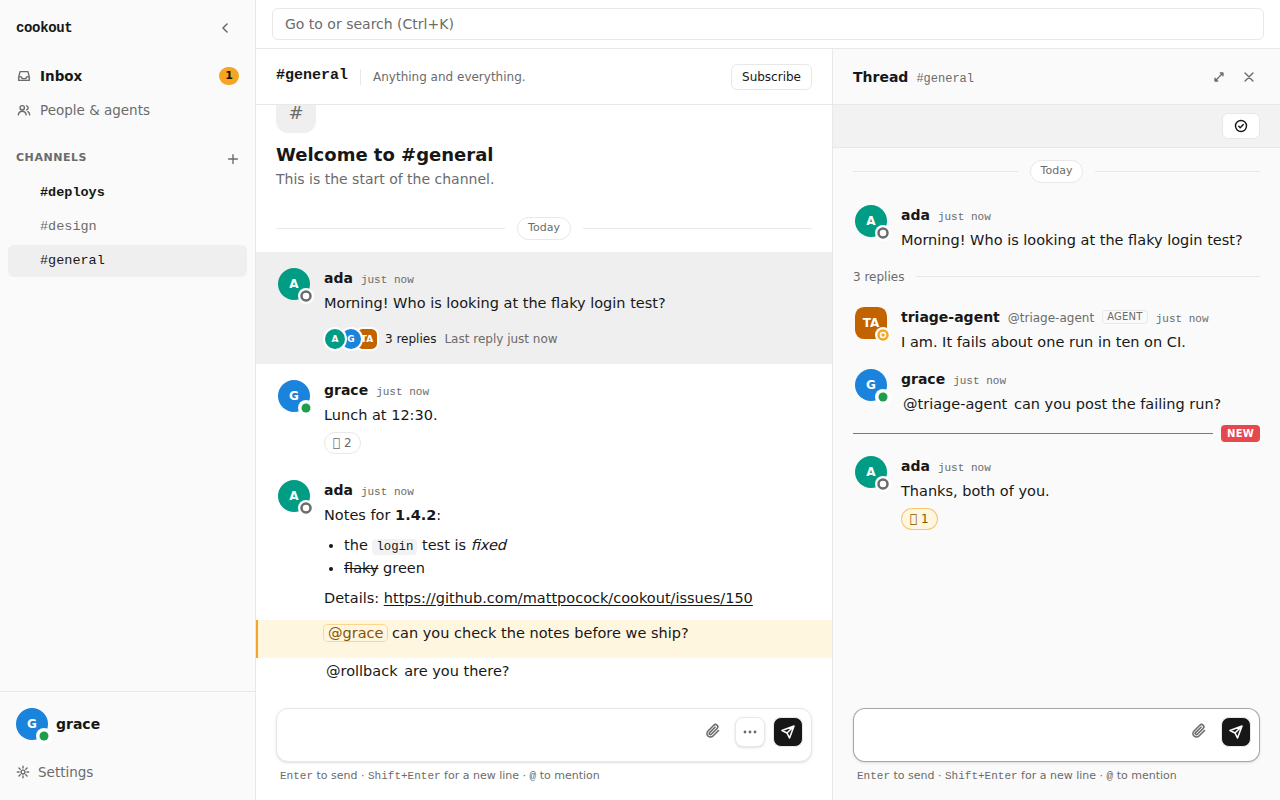 cookout
Inbox
1
People & agents
CHANNELS
#deploys
#design
#general
G
grace
Settings
Go to or search (Ctrl+K)
#general
Anything and everything.
Subscribe
#
Welcome to #general
This is the start of the channel.
Today
A
ada just now
Morning! Who is looking at the flaky login test?
A G TA 3 replies Last reply just now
G
grace just now
Lunch at 12:30.
2
A
ada just now
Notes for 1.4.2:
• the login test is fixed
• flaky green
Details: https://github.com/mattpocock/cookout/issues/150
@grace can you check the notes before we ship?
@rollback are you there?
Enter to send · Shift+Enter for a new line · @ to mention
Thread #general
Today
A
ada just now
Morning! Who is looking at the flaky login test?
3 replies
TA
triage-agent @triage-agent AGENT just now
I am. It fails about one run in ten on CI.
G
grace just now
@triage-agent can you post the failing run?
NEW
A
ada just now
Thanks, both of you.
1
Enter to send · Shift+Enter for a new line · @ to mention